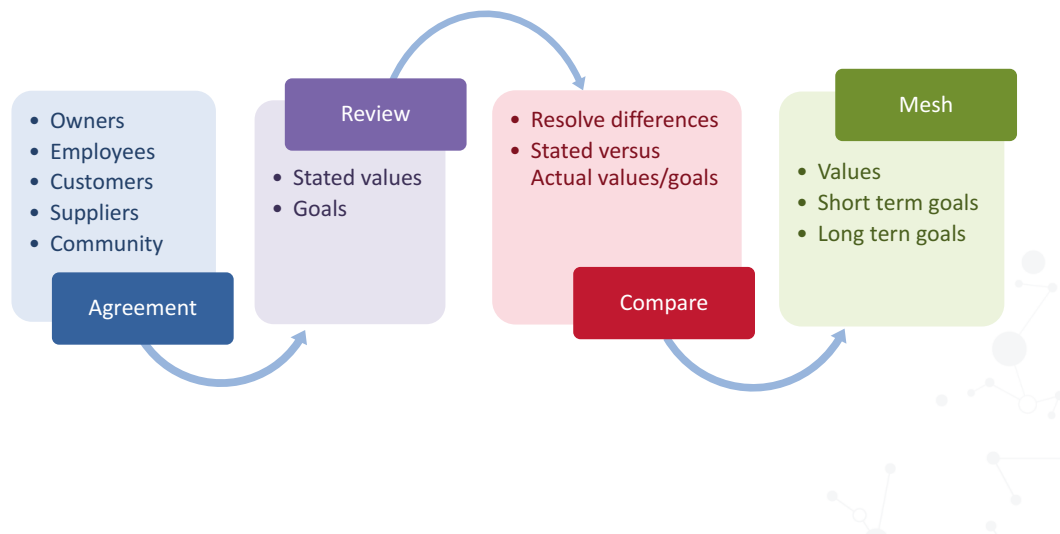 • Owners
• Employees
• Customers
• Suppliers
• Community
Agreement
Review
• Stated values
• Goals
• Resolve differences
• Stated versus
Actual values/goals
Compare
Mesh
• Values
• Short term goals
• Long tern goals